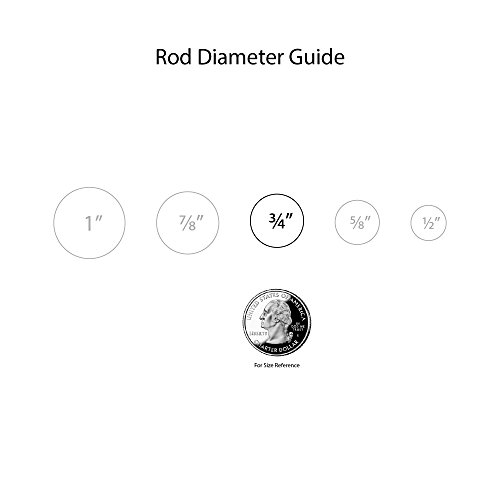 Rod Diameter Guide
1” ⅞” ¾” ⅝” ½”
UNITED STATES OF AMERICA
LIBERTY
IN GOD WE TRUST
QUARTER DOLLAR
For Size Reference